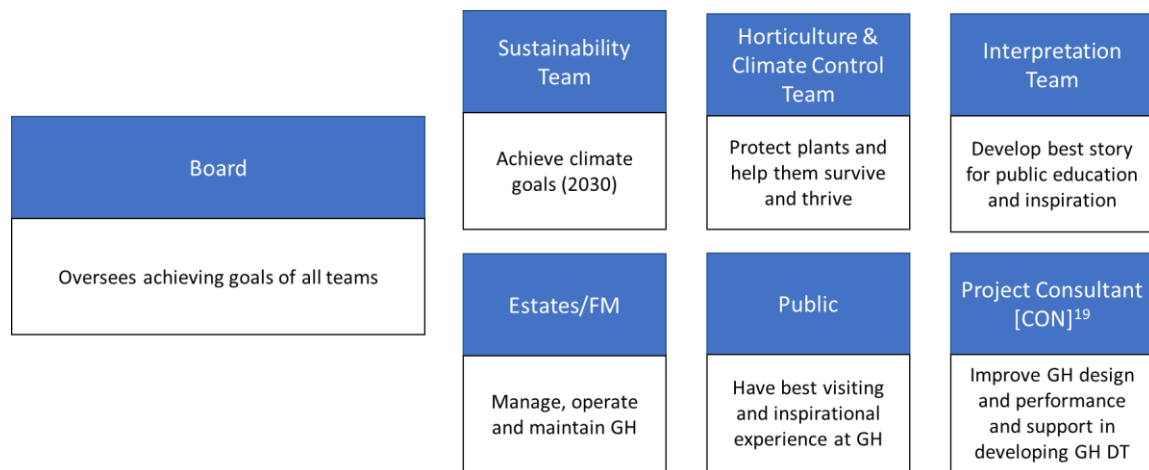 Board
Oversees achieving goals of all teams
Sustainability
Team
Achieve climate
goals (2030)
Horticulture &
Climate Control
Team
Protect plants and
help them survive
and thrive
Interpretation
Team
Develop best story
for public education
and inspiration
Estates/FM
Manage, operate
and maintain GH
Public
Have best visiting
and inspirational
experience at GH
Project Consultant
[CON]¹⁹
Improve GH design
and performance
and support in
developing GH DT